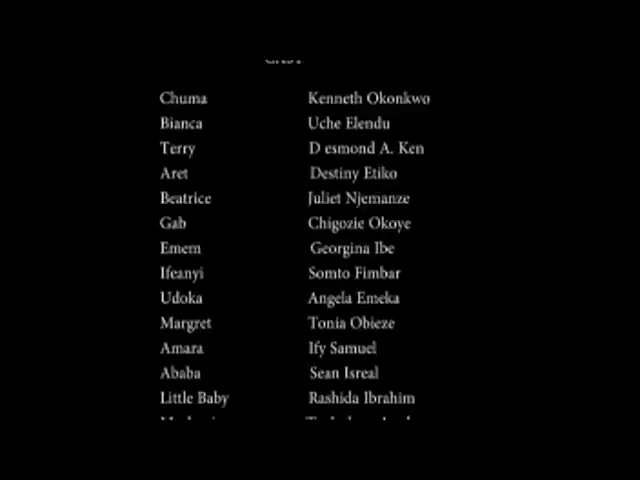 Chuma Kenneth Okonkwo
Bianca Uche Elendu
Terry D esmond A. Ken
Aret Destiny Etiko
Beatrice Juliet Njemanze
Gab Chigozie Okoye
Emem Georgina Ibe
Ifeanyi Somto Fimbar
Udoka Angela Emeka
Margret Tonia Obieze
Amara Ify Samuel
Ababa Sean Isreal
Little Baby Rashida Ibrahim